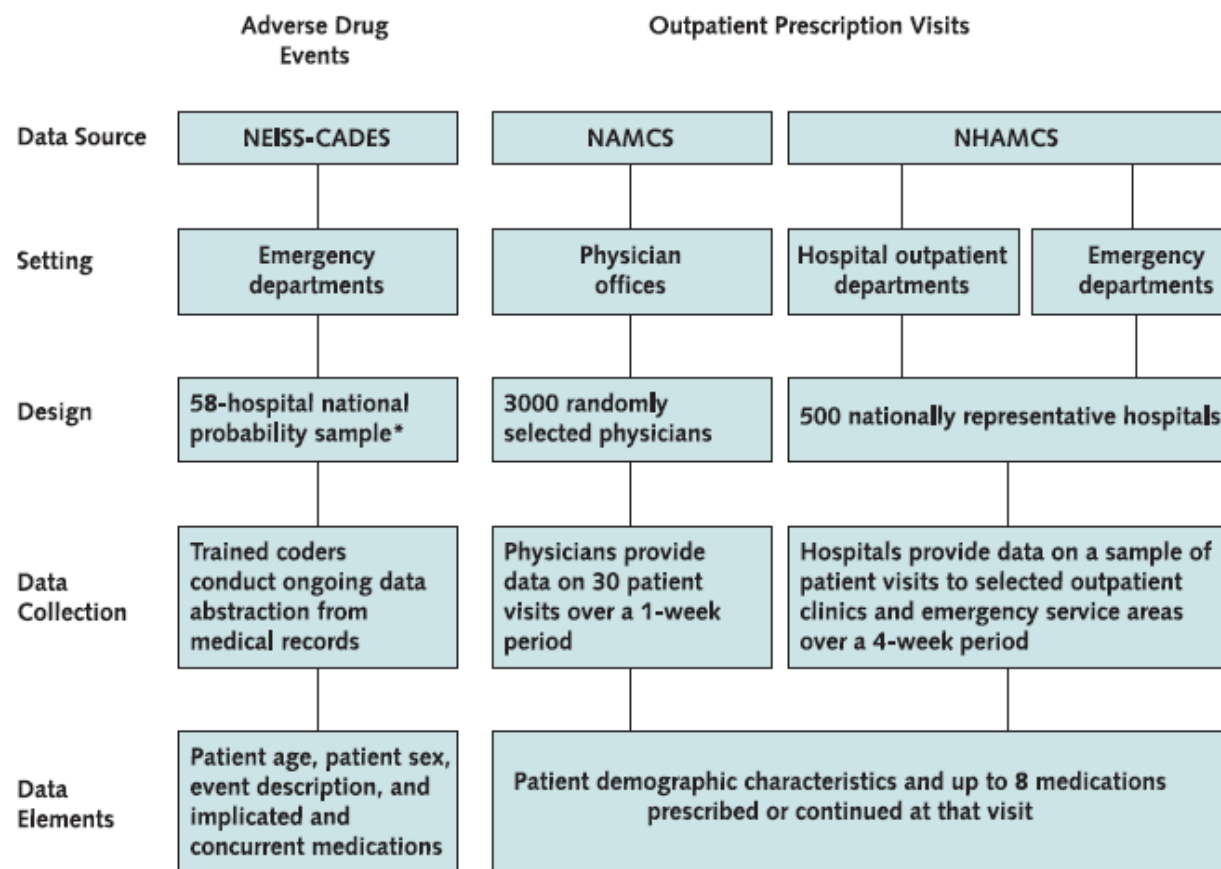 Adverse Drug
Events
Outpatient Prescription Visits
Data Source
NEISS-CADES
NAMCS
NHAMCS
Setting
Emergency
departments
Physician
offices
Hospital outpatient
departments
Emergency
departments
Design
58-hospital national
probability sample*
3000 randomly
selected physicians
500 nationally representative hospitals
Data
Collection
Trained coders
conduct ongoing data
abstraction from
medical records
Physicians provide
data on 30 patient
visits over a 1-week
period
Hospitals provide data on a sample of
patient visits to selected outpatient
clinics and emergency service areas
over a 4-week period
Data
Elements
Patient age, patient sex,
event description, and
implicated and
concurrent medications
Patient demographic characteristics and up to 8 medications
prescribed or continued at that visit